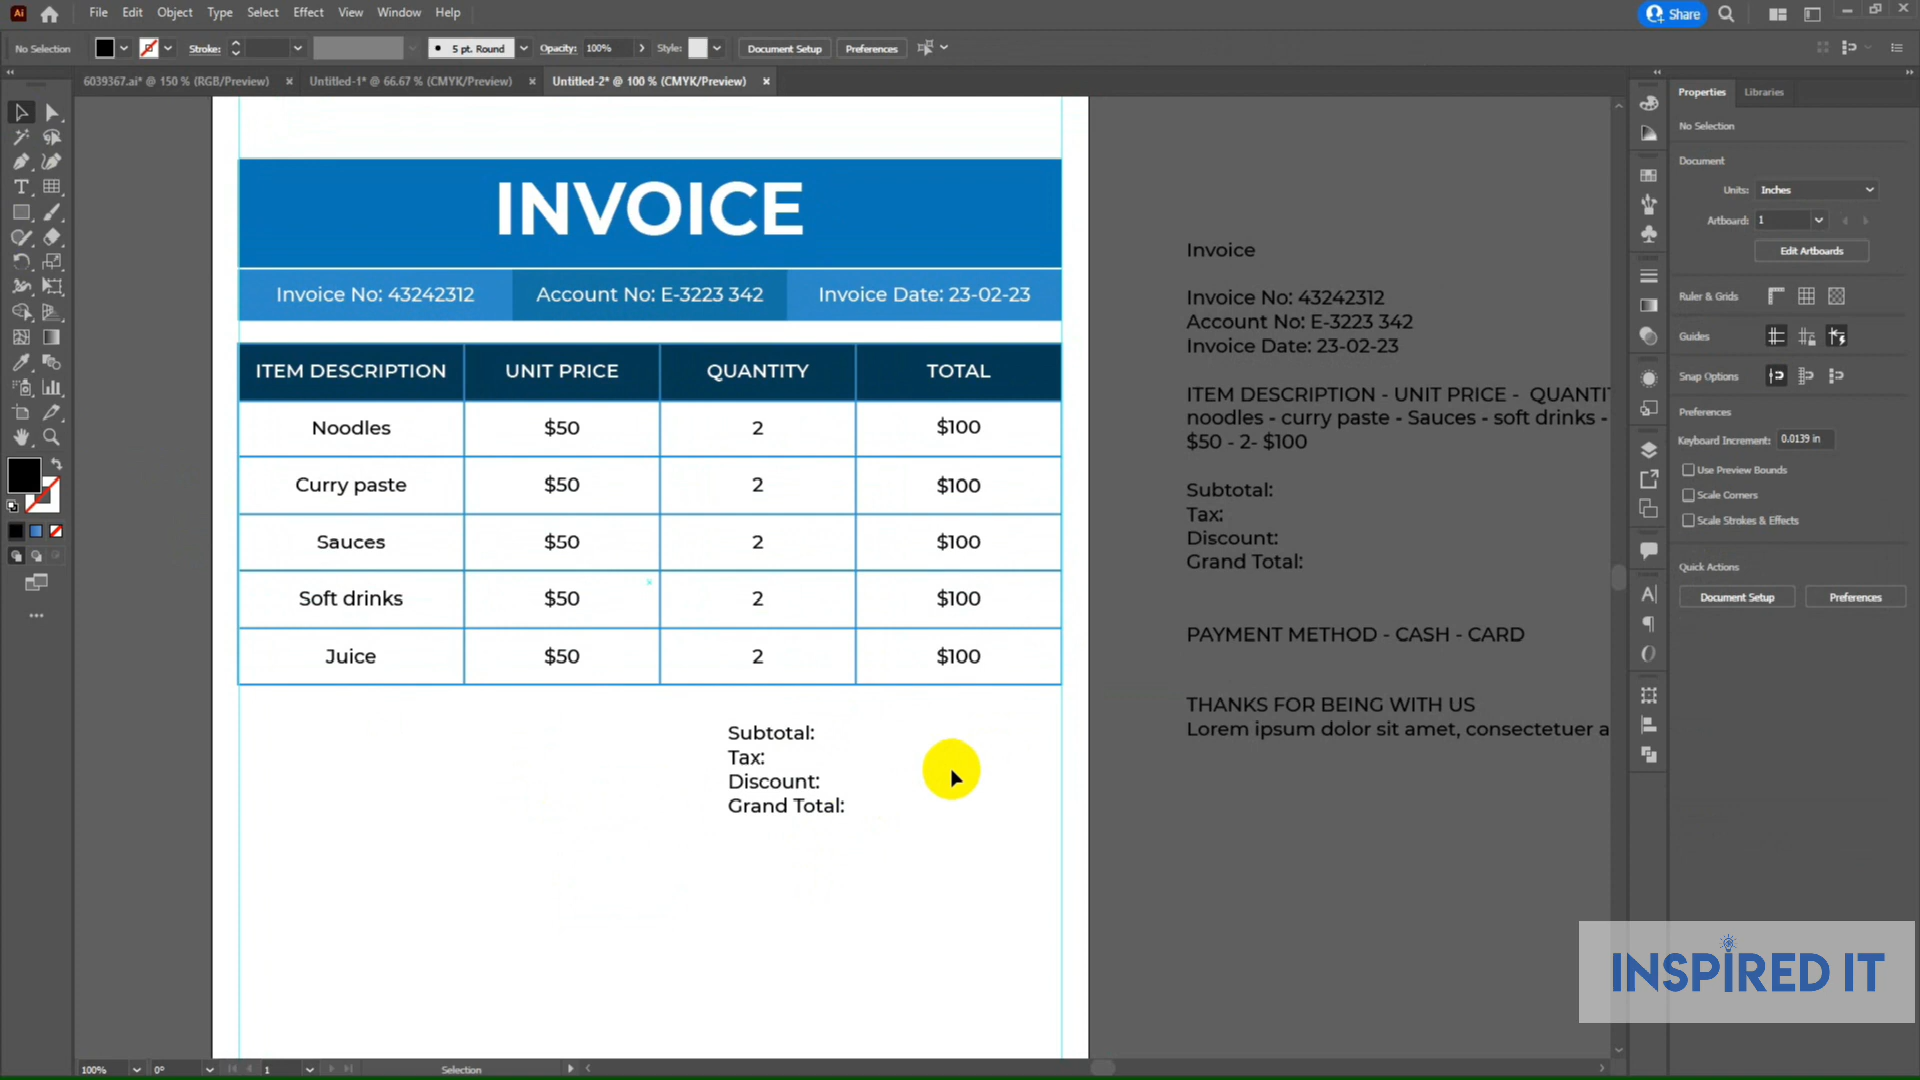 Ai
File Edit Object Type Select Effect View Window Help
Share
No Selection
Stroke:
5 pt. Round
Opacity: 100%
Style:
Document Setup
Preferences
6039367.ai* @ 150 % (RGB/Preview)
Untitled-1* @ 66.67 % (CMYK/Preview)
Untitled-2* @ 100 % (CMYK/Preview)
INVOICE
Invoice No: 43242312
Account No: E-3223 342
Invoice Date: 23-02-23
ITEM DESCRIPTION UNIT PRICE QUANTITY TOTAL
Noodles $50 2 $100
Curry paste $50 2 $100
Sauces $50 2 $100
Soft drinks $50 2 $100
Juice $50 2 $100
Subtotal:
Tax:
Discount:
Grand Total:
Invoice
Invoice No: 43242312
Account No: E-3223 342
Invoice Date: 23-02-23
ITEM DESCRIPTION - UNIT PRICE - QUANTIT
noodles - curry paste - Sauces - soft drinks -
$50 - 2- $100
Subtotal:
Tax:
Discount:
Grand Total:
PAYMENT METHOD - CASH - CARD
THANKS FOR BEING WITH US
Lorem ipsum dolor sit amet, consectetuer a
Properties Libraries
No Selection
Document
Units: Inches
Artboard: 1
Edit Artboards
Ruler & Grids
Guides
Snap Options
Preferences
Keyboard Increment: 0.0139 in
Use Preview Bounds
Scale Corners
Scale Strokes & Effects
Quick Actions
Document Setup
Preferences
INSPIRED IT
100% 0° 1 Selection